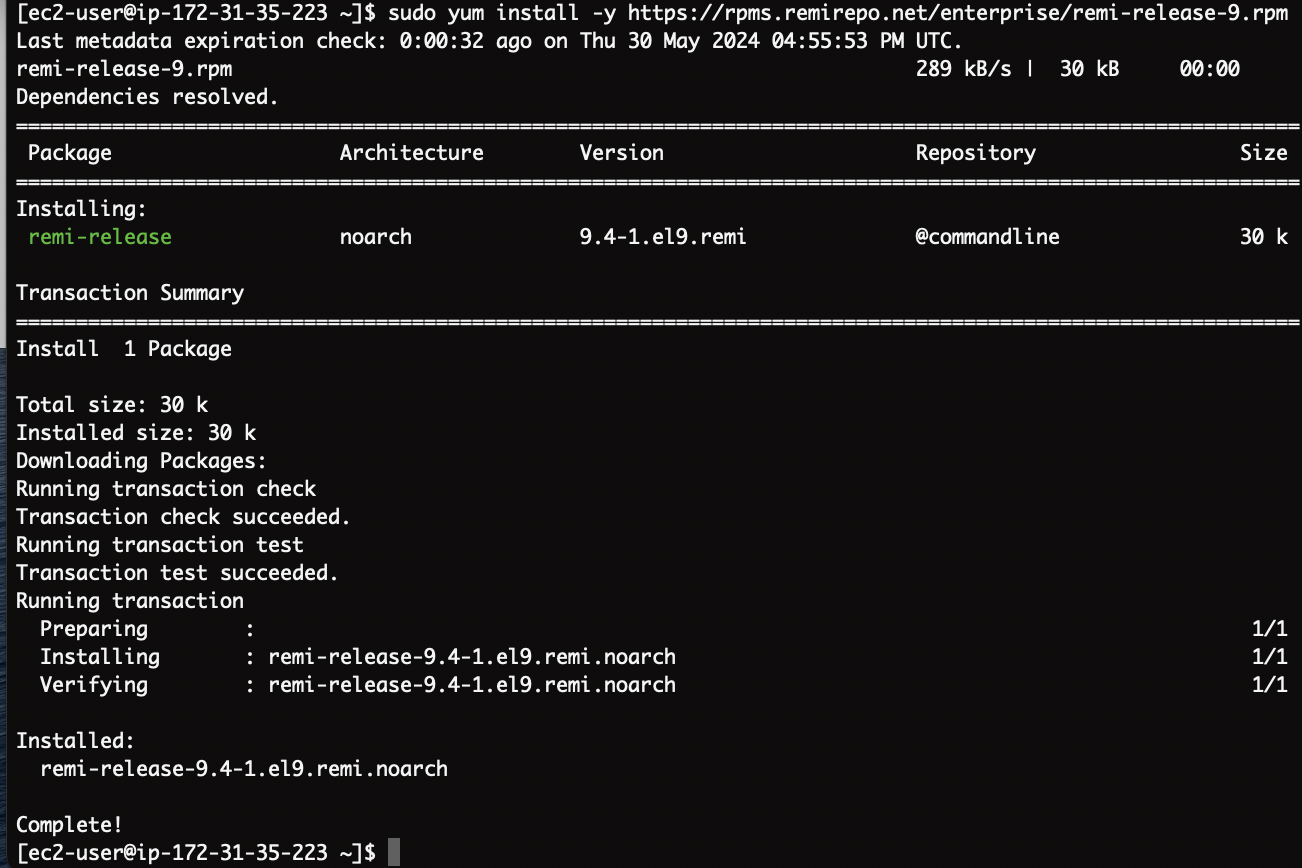 [ec2-user@ip-172-31-35-223 ~]$ sudo yum install -y https://rpms.remirepo.net/enterprise/remi-release-9.rpm
Last metadata expiration check: 0:00:32 ago on Thu 30 May 2024 04:55:53 PM UTC.
remi-release-9.rpm 289 kB/s | 30 kB 00:00
Dependencies resolved.
================================================================================
Package Architecture Version Repository Size
================================================================================
Installing:
remi-release noarch 9.4-1.el9.remi @commandline 30 k
Transaction Summary
================================================================================
Install 1 Package
Total size: 30 k
Installed size: 30 k
Downloading Packages:
Running transaction check
Transaction check succeeded.
Running transaction test
Transaction test succeeded.
Running transaction
Preparing : 1/1
Installing : remi-release-9.4-1.el9.remi.noarch 1/1
Verifying : remi-release-9.4-1.el9.remi.noarch 1/1
Installed:
remi-release-9.4-1.el9.remi.noarch
Complete!
[ec2-user@ip-172-31-35-223 ~]$